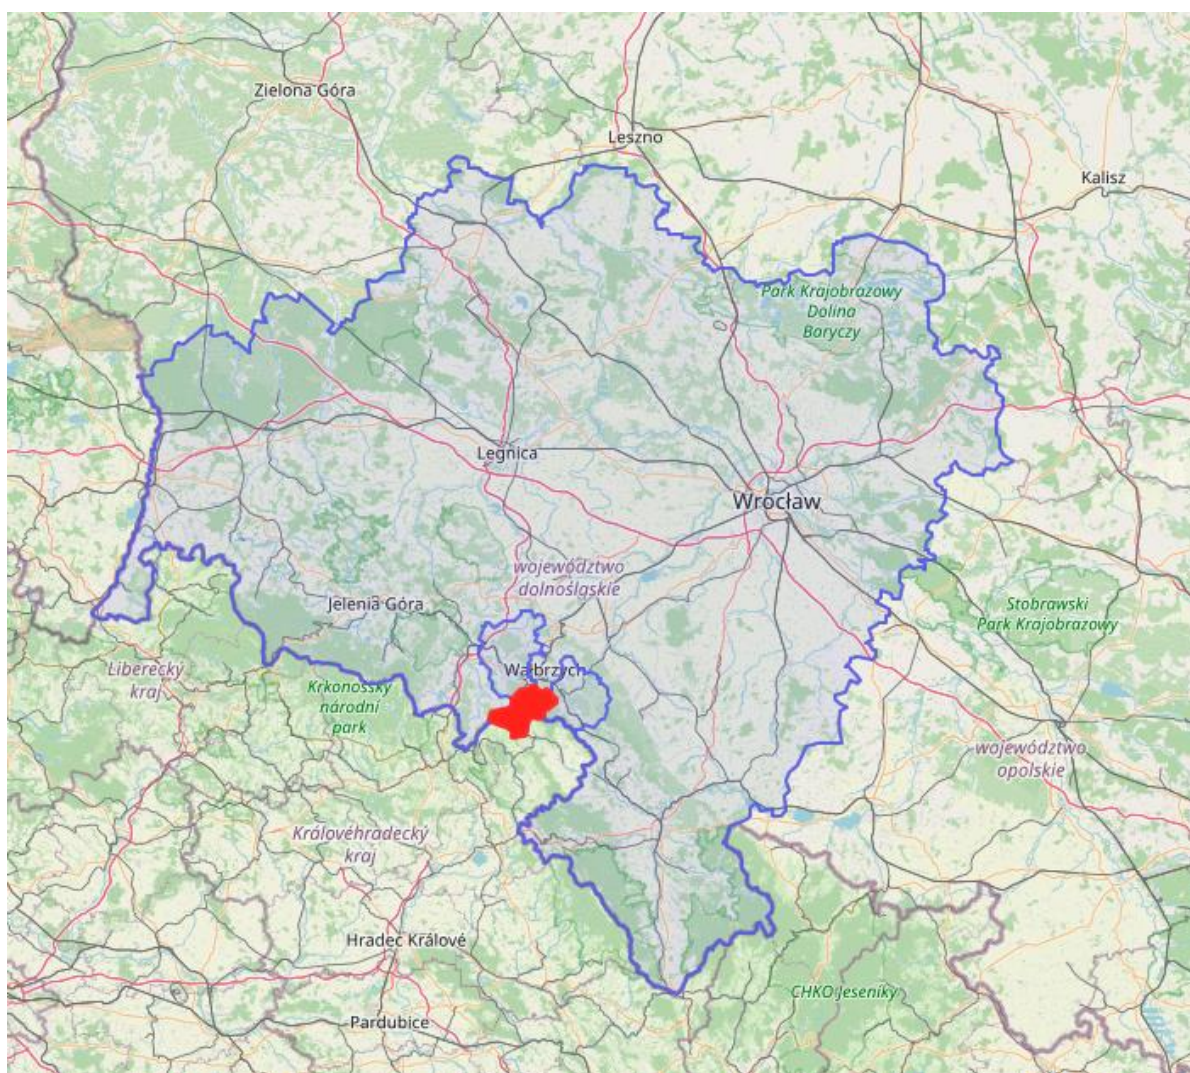 Zielona Góra
Leszno
Kalisz
Park Krajobrazowy
Dolina
Baryczy
Legnica
Wrocław
województwo
dolnośląskie
Jelenia Góra
Stobrawski
Park Krajobrazowy
Liberecký
kraj
Wałbrzych
Krkonošský
národní
park
województwo
opolskie
Královéhradecký
kraj
Hradec Králové
CHKO Jeseníky
Pardubice